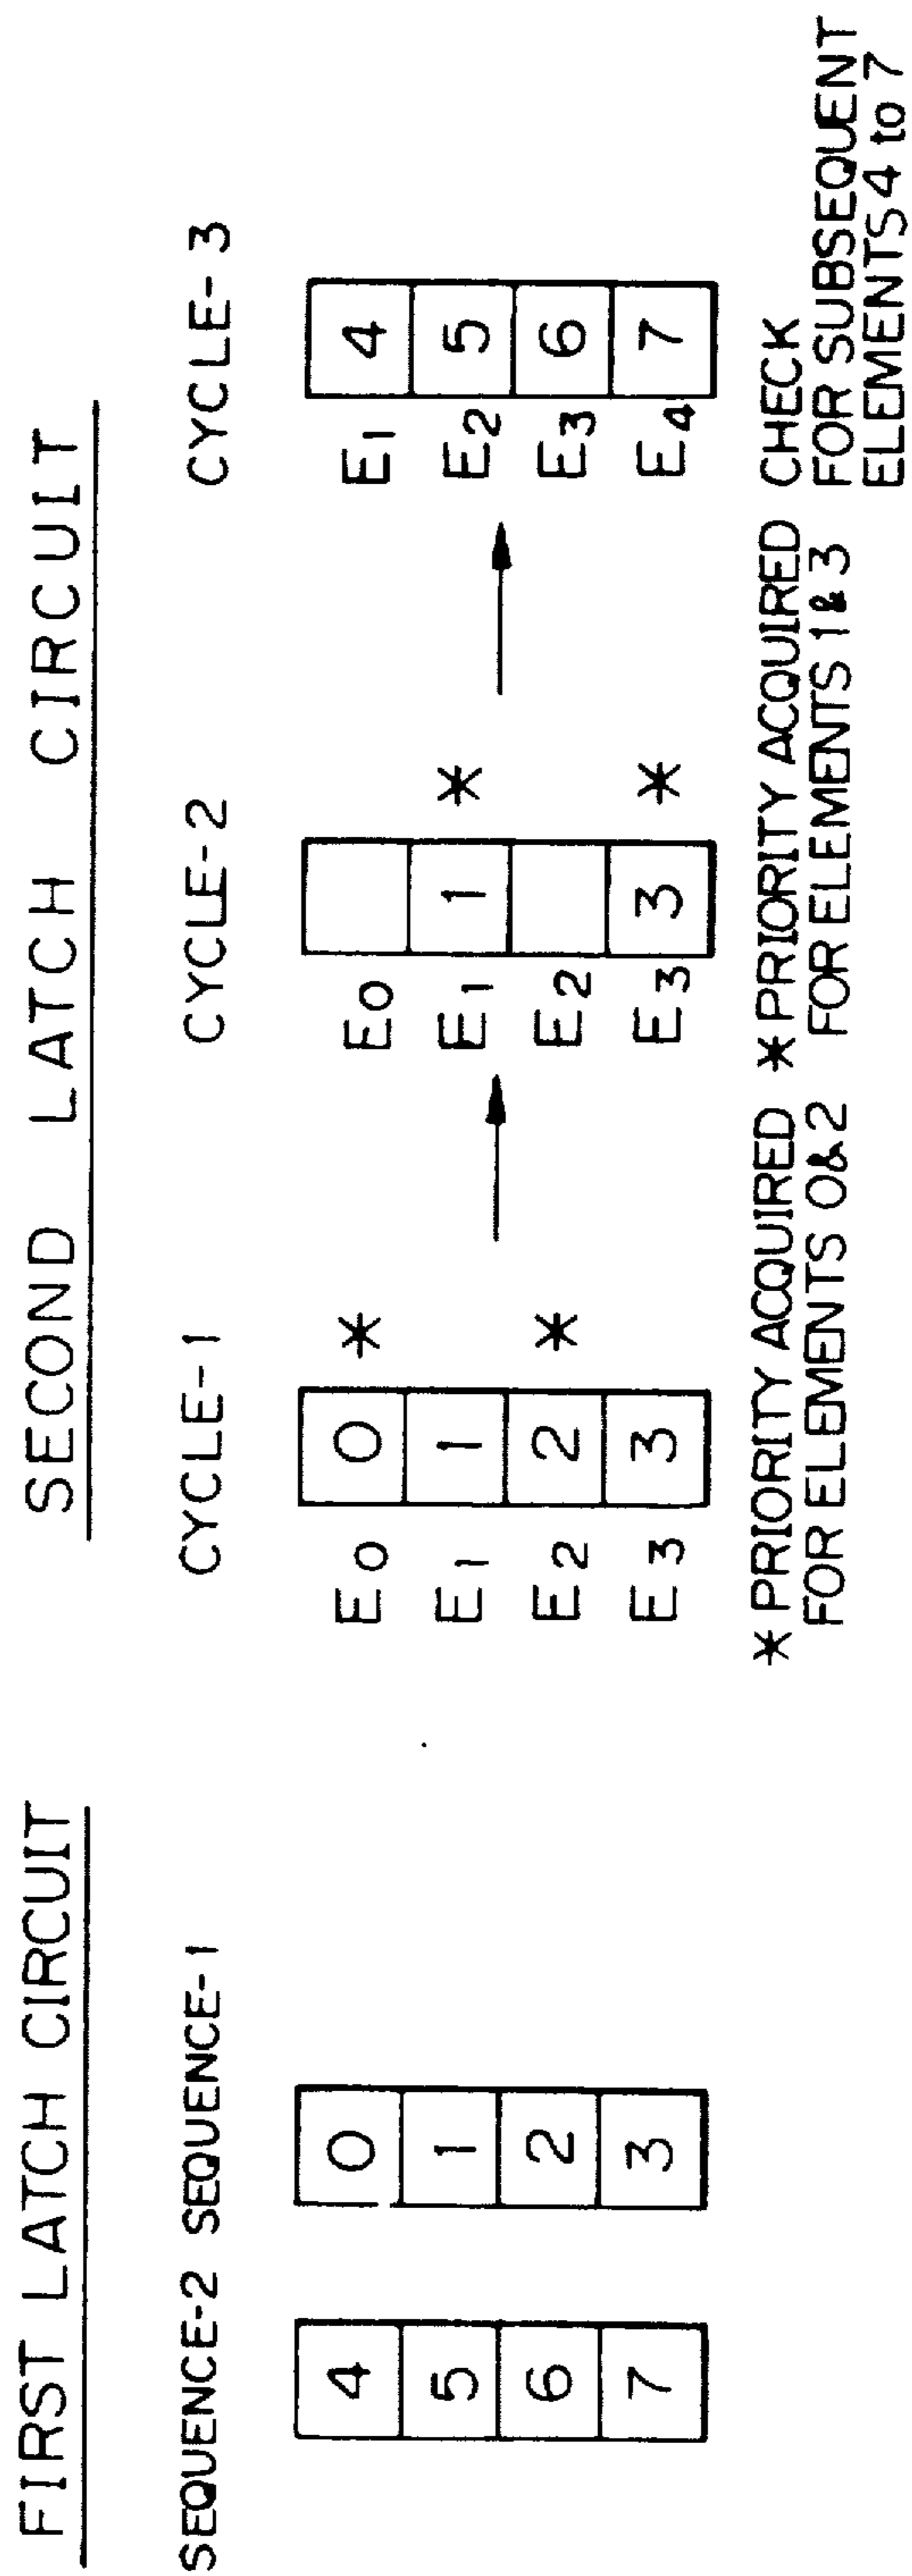 FIRST LATCH CIRCUIT
SEQUENCE-2 SEQUENCE-1
4 0
5 1
6 2
7 3
SECOND LATCH CIRCUIT
CYCLE-1 CYCLE-2 CYCLE-3
E0 0 * E0 E1 4
E1 1 E1 1 * E2 5
E2 2 * E2 E3 6
E3 3 E3 3 * E4 7
* PRIORITY ACQUIRED
FOR ELEMENTS 0&2
* PRIORITY ACQUIRED
FOR ELEMENTS 1&3
CHECK
FOR SUBSEQUENT
ELEMENTS 4 to 7